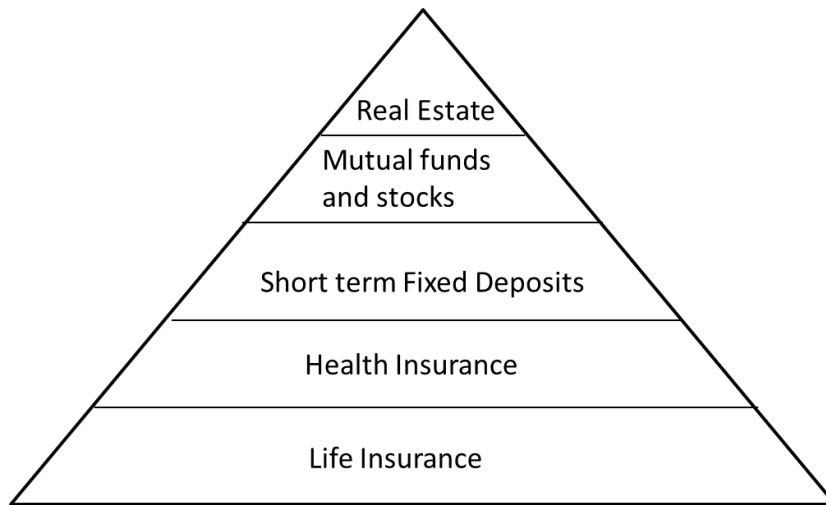 Real Estate
Mutual funds
and stocks
Short term Fixed Deposits
Health Insurance
Life Insurance